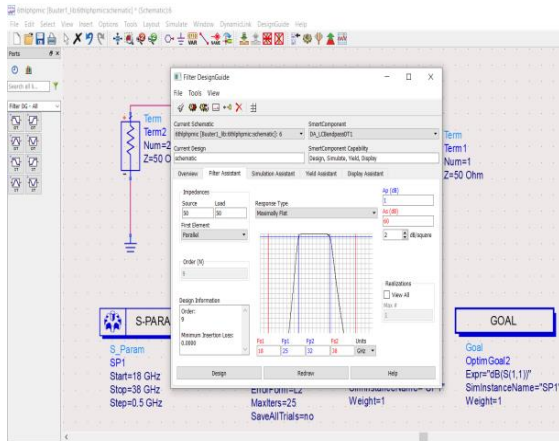 File Edit Select View Insert Options Tools Layout Simulate Window DynamicLink DesignGuide Help
Parts
Filter DG - All
Term
Term2
Num=2
Z=50 O
Filter DesignGuide
File Tools View
Current Schematic
SmartComponent
DA_LCBandpassDT1
Current Design
SmartComponent Capability
schematic
Design, Simulate, Yield, Display
Overview Filter Assistant Simulation Assistant Yield Assistant Display Assistant
Impedances
Source Load
50 50
First Element
Parallel
Order (N)
Response Type
Maximally Flat
Ap (dB)
1
As (dB)
60
2 dB/square
Realizations
View All
Max #
1
Design Information
Order:
9
Minimum Insertion Loss:
0.0000
Fs1 Fp1 Fp2 Fs2 Units
25 32 GHz
Design Redraw Help
Term
Term1
Num=1
Z=50 Ohm
S-PARA
S_Param
SP1
Start=18 GHz
Stop=38 GHz
Step=0.5 GHz
MaxIters=25
SaveAllTrials=no
Weight=1
GOAL
Goal
OptimGoal2
Expr="dB(S(1,1))"
SimInstanceName="SP1"
Weight=1